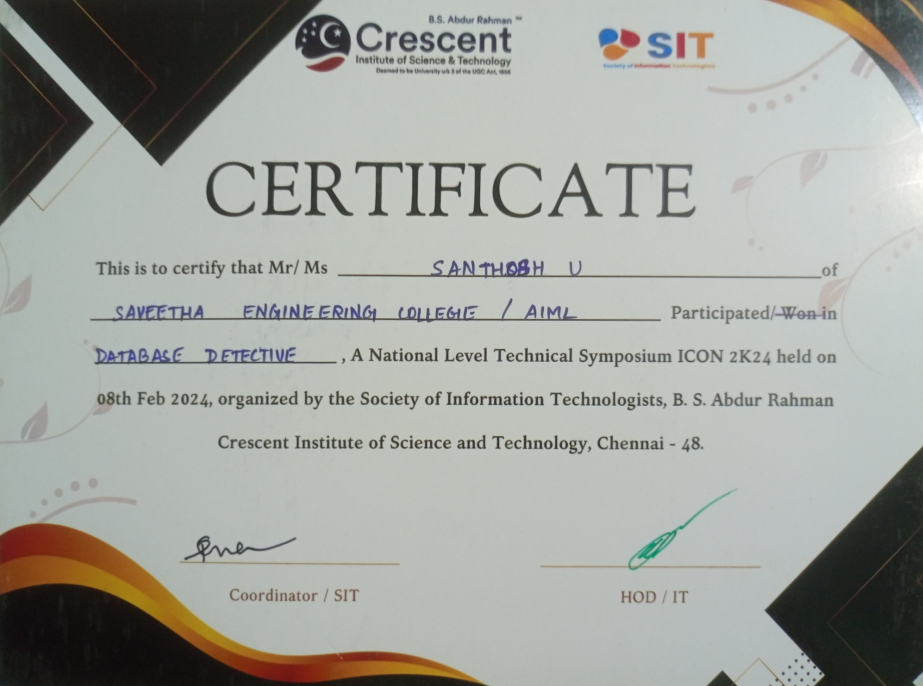 B.S. Abdur Rahman
Crescent
Institute of Science & Technology
Deemed to be University u/s 3 of the UGC Act, 1956
SIT
Society of Information Technologists
CERTIFICATE
This is to certify that Mr/ Ms SANTHOSH U of
SAVEETHA ENGINEERING COLLEGE / AIML Participated/ Won in
DATABASE DETECTIVE , A National Level Technical Symposium ICON 2K24 held on
08th Feb 2024, organized by the Society of Information Technologists, B. S. Abdur Rahman
Crescent Institute of Science and Technology, Chennai - 48.
Coordinator / SIT
HOD / IT